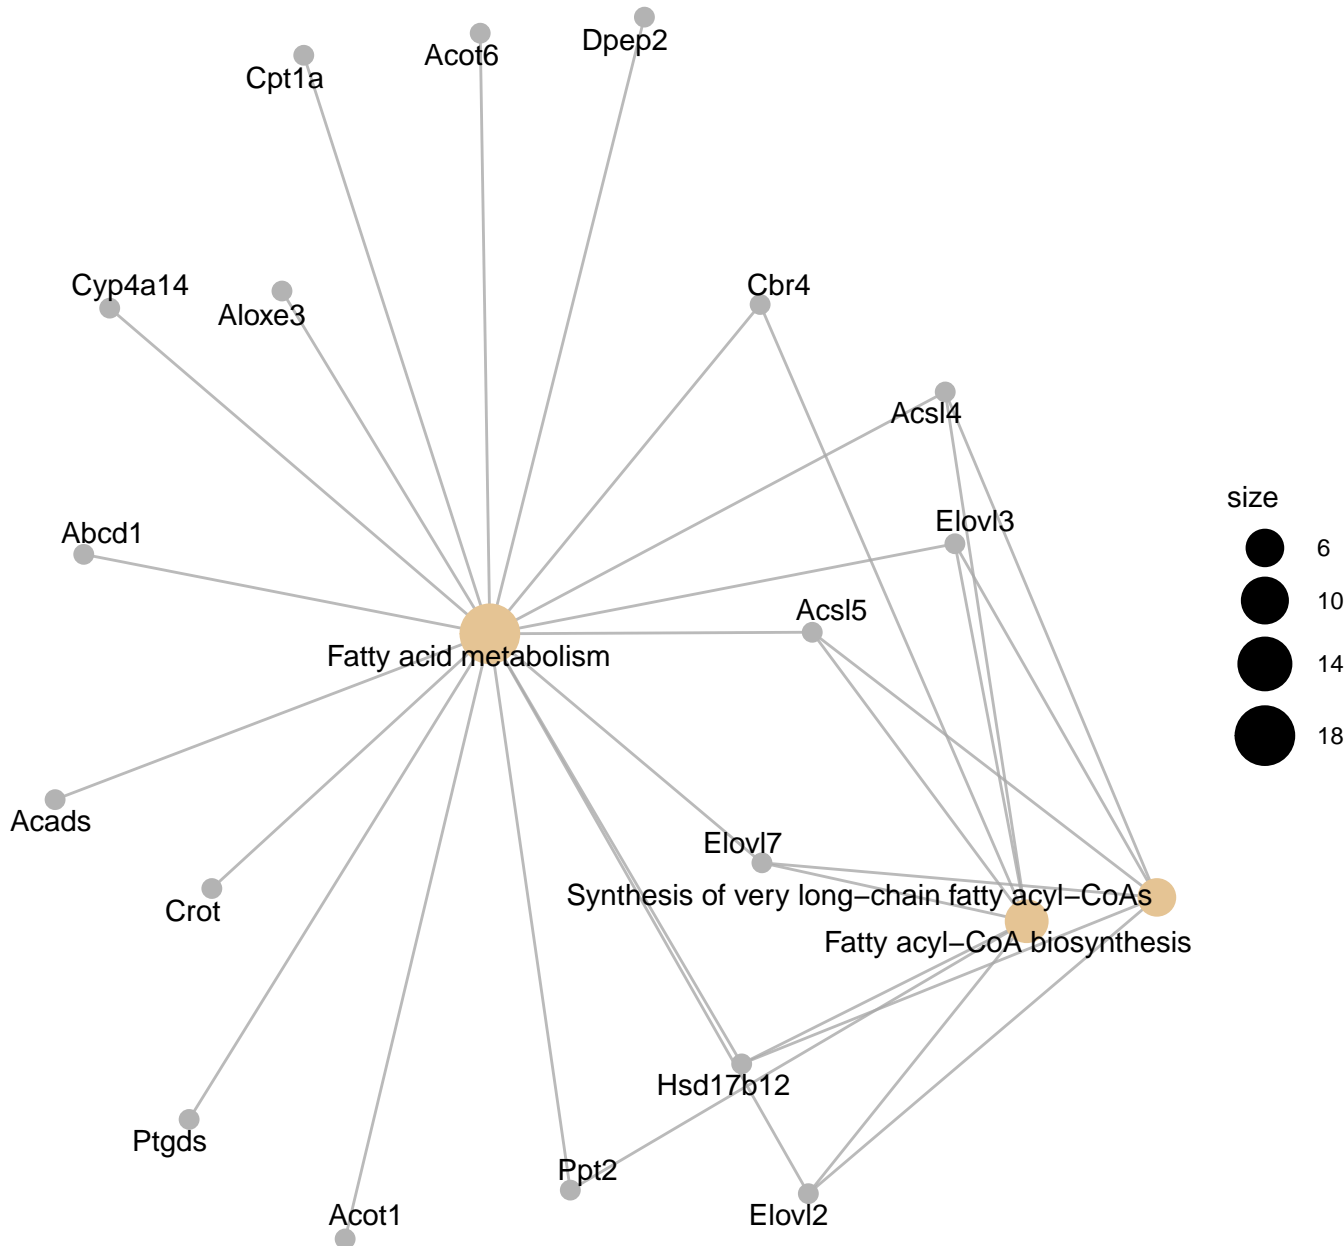 Dpep2
Acot6
Cpt1a
Cyp4a14
Cbr4
Aloxe3
Acsl4
size
Elovl3
Abcd1
6
10
Acsl5
Fatty acid metabolism
14
18
Acads
Elovl7
Synthesis of very long−chain fatty acyl−CoAs
Crot
Fatty acyl−CoA biosynthesis
Hsd17b12
Ptgds
Ppt2
Acot1
Elovl2